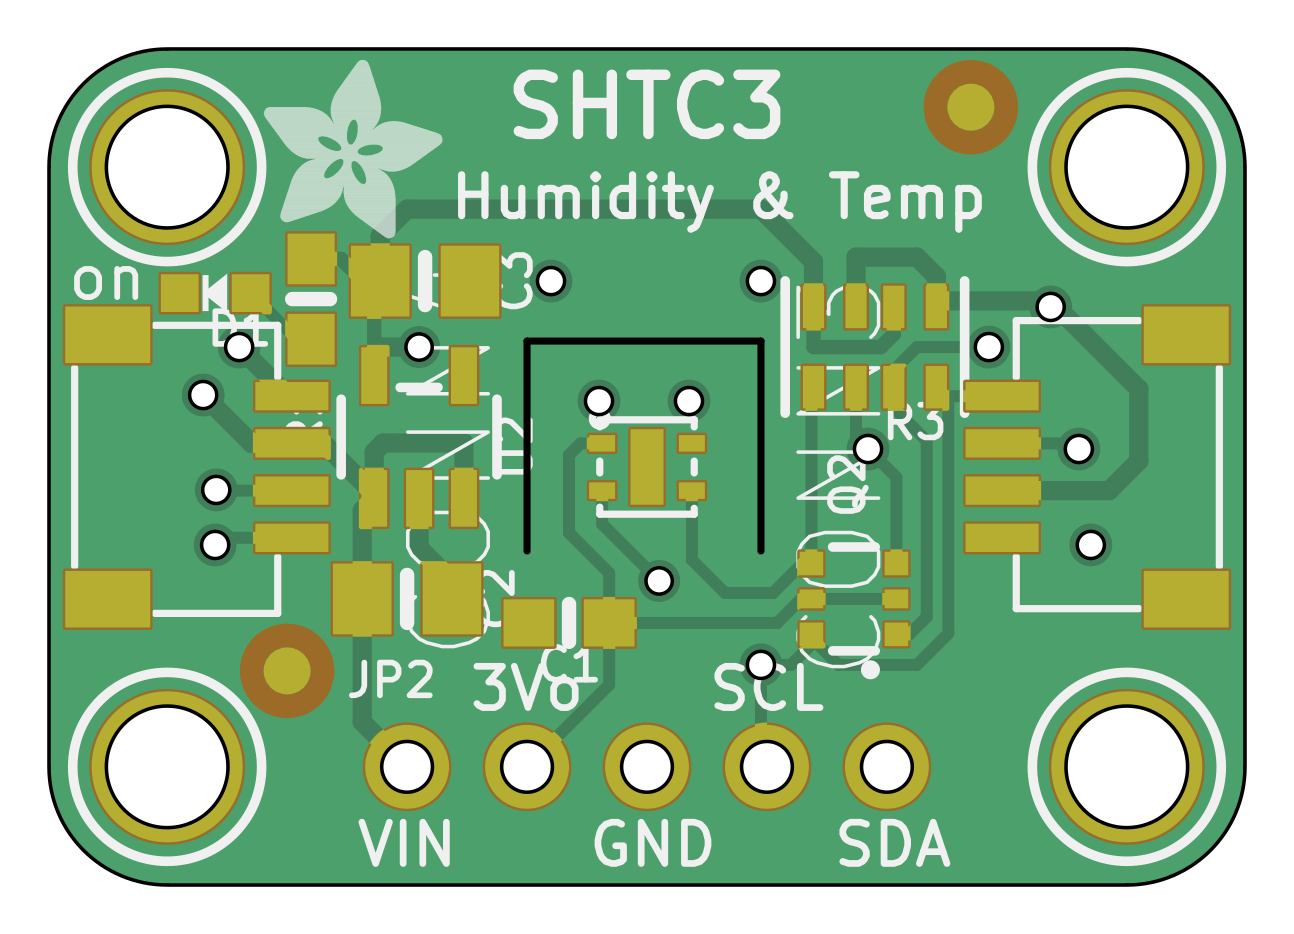 SHTC3
Humidity & Temp
on
C3
D1
R3
Q2
JP2
C1
3Vo
SCL
VIN
GND
SDA